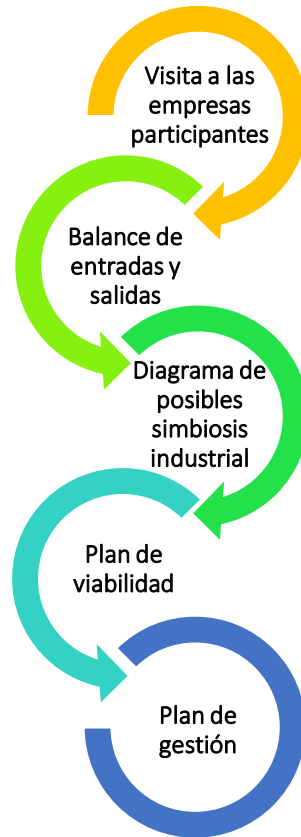 Visita a las
empresas
participantes
Balance de
entradas y
salidas
Diagrama de
posibles
simbiosis
industrial
Plan de
viabilidad
Plan de
gestión